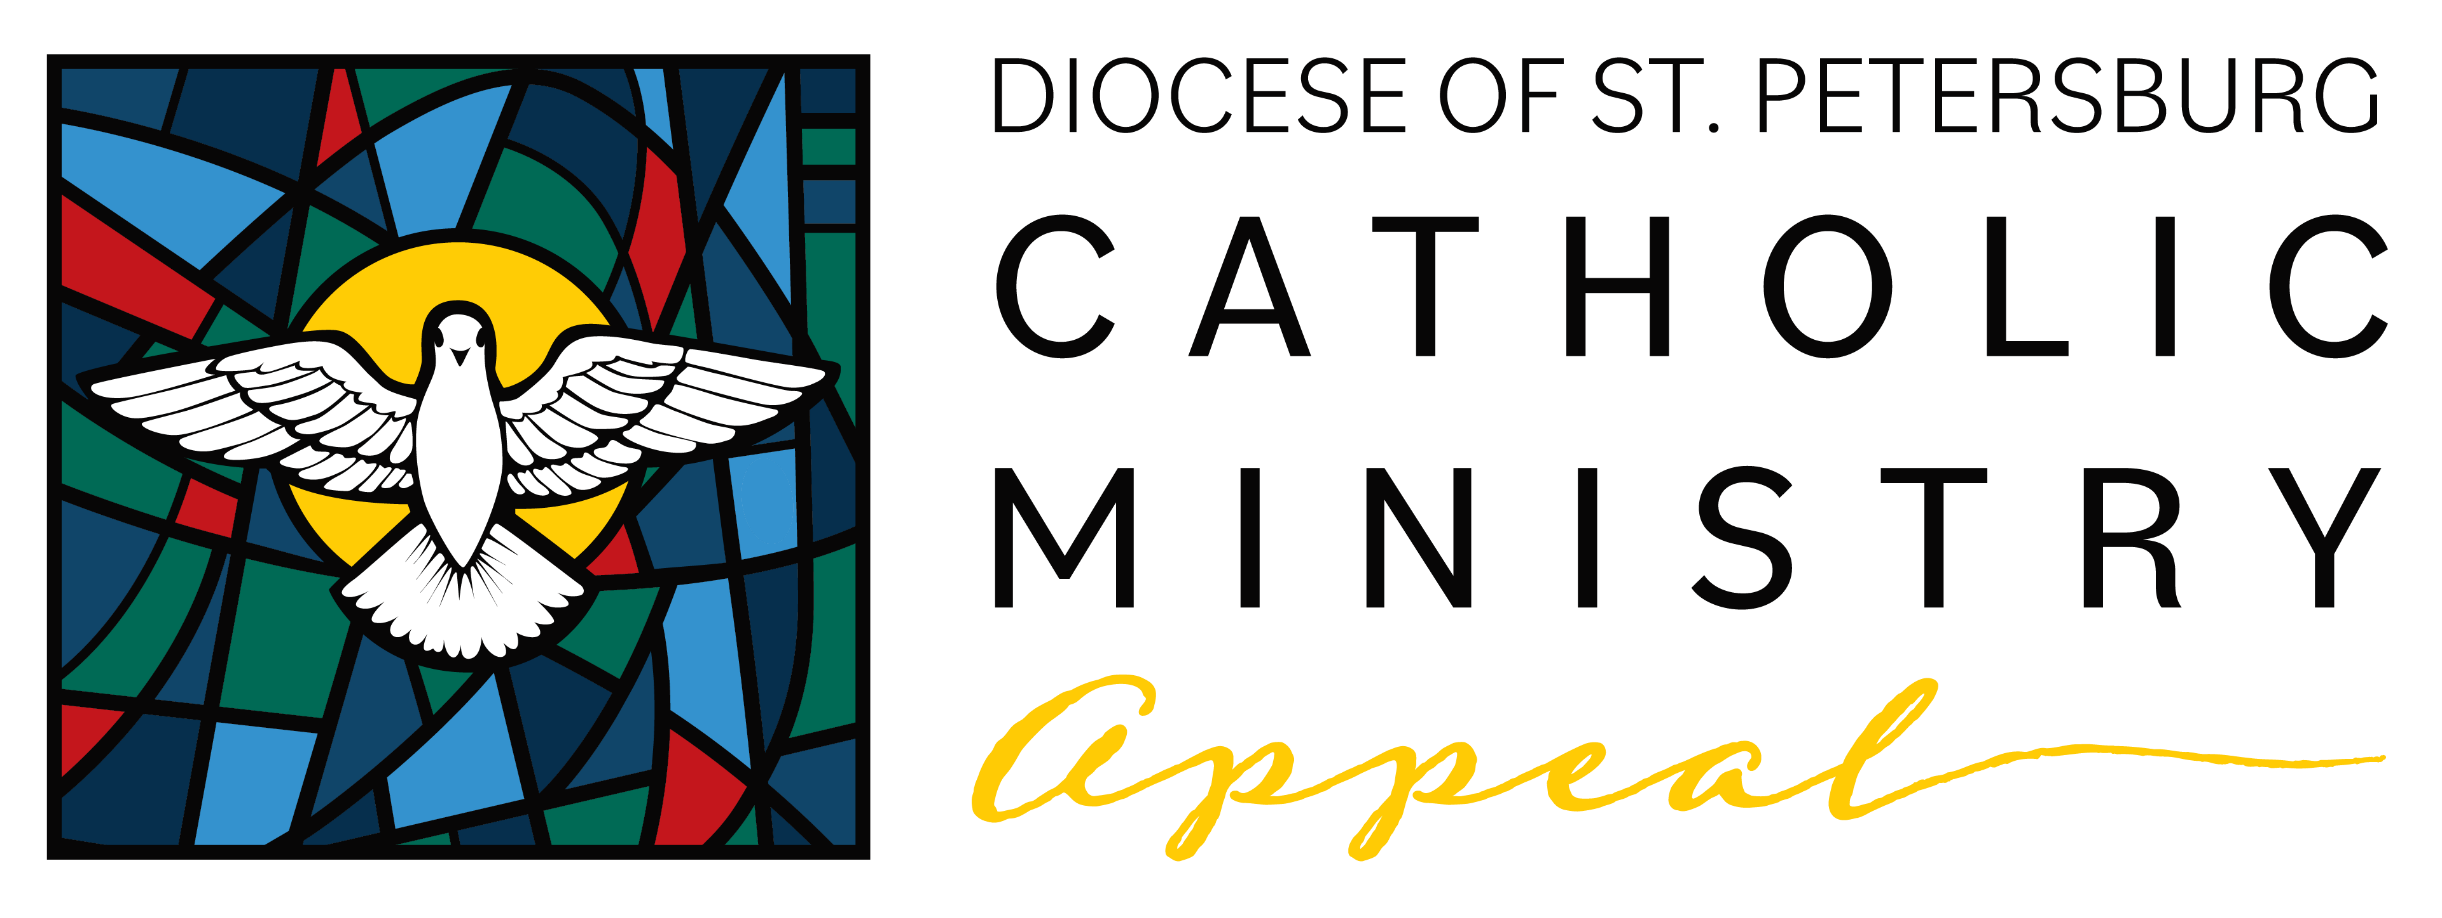 DIOCESE OF ST. PETERSBURG
CATHOLIC
MINISTRY
Appeal